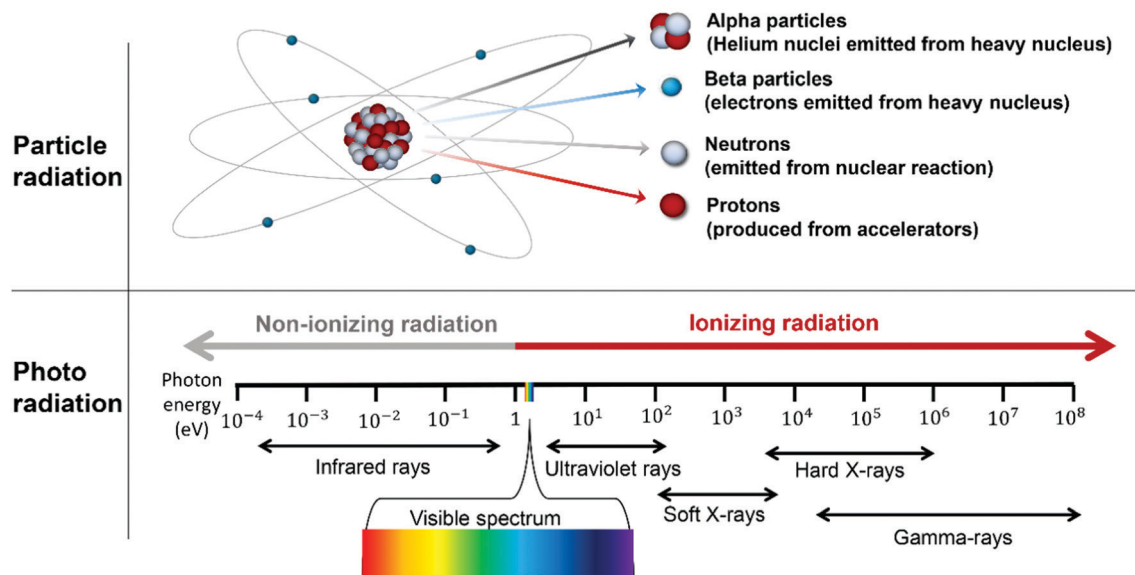 Particle
radiation
Alpha particles
(Helium nuclei emitted from heavy nucleus)
Beta particles
(electrons emitted from heavy nucleus)
Neutrons
(emitted from nuclear reaction)
Protons
(produced from accelerators)
Photo
radiation
Non-ionizing radiation
Ionizing radiation
Photon
energy
(eV)
10⁻⁴ 10⁻³ 10⁻² 10⁻¹ 1 10¹ 10² 10³ 10⁴ 10⁵ 10⁶ 10⁷ 10⁸
Infrared rays
Ultraviolet rays
Hard X-rays
Visible spectrum
Soft X-rays
Gamma-rays